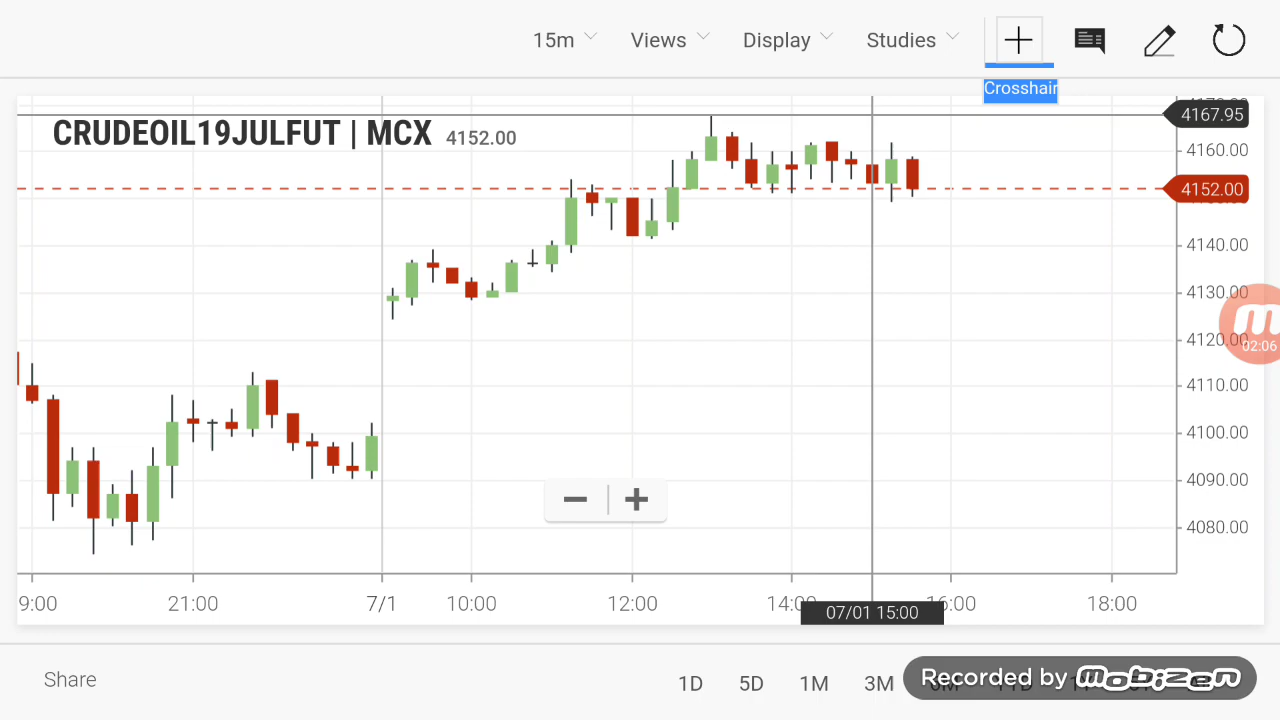 15m Views Display Studies
Crosshair
CRUDEOIL19JULFUT | MCX 4152.00
4167.95
4160.00
4152.00
4140.00
4130.00
02:06
4120.00
4110.00
4100.00
4090.00
4080.00
9:00 21:00 7/1 10:00 12:00 14:00 16:00 18:00
07/01 15:00
Share 1D 5D 1M 3M
Recorded by mobizen